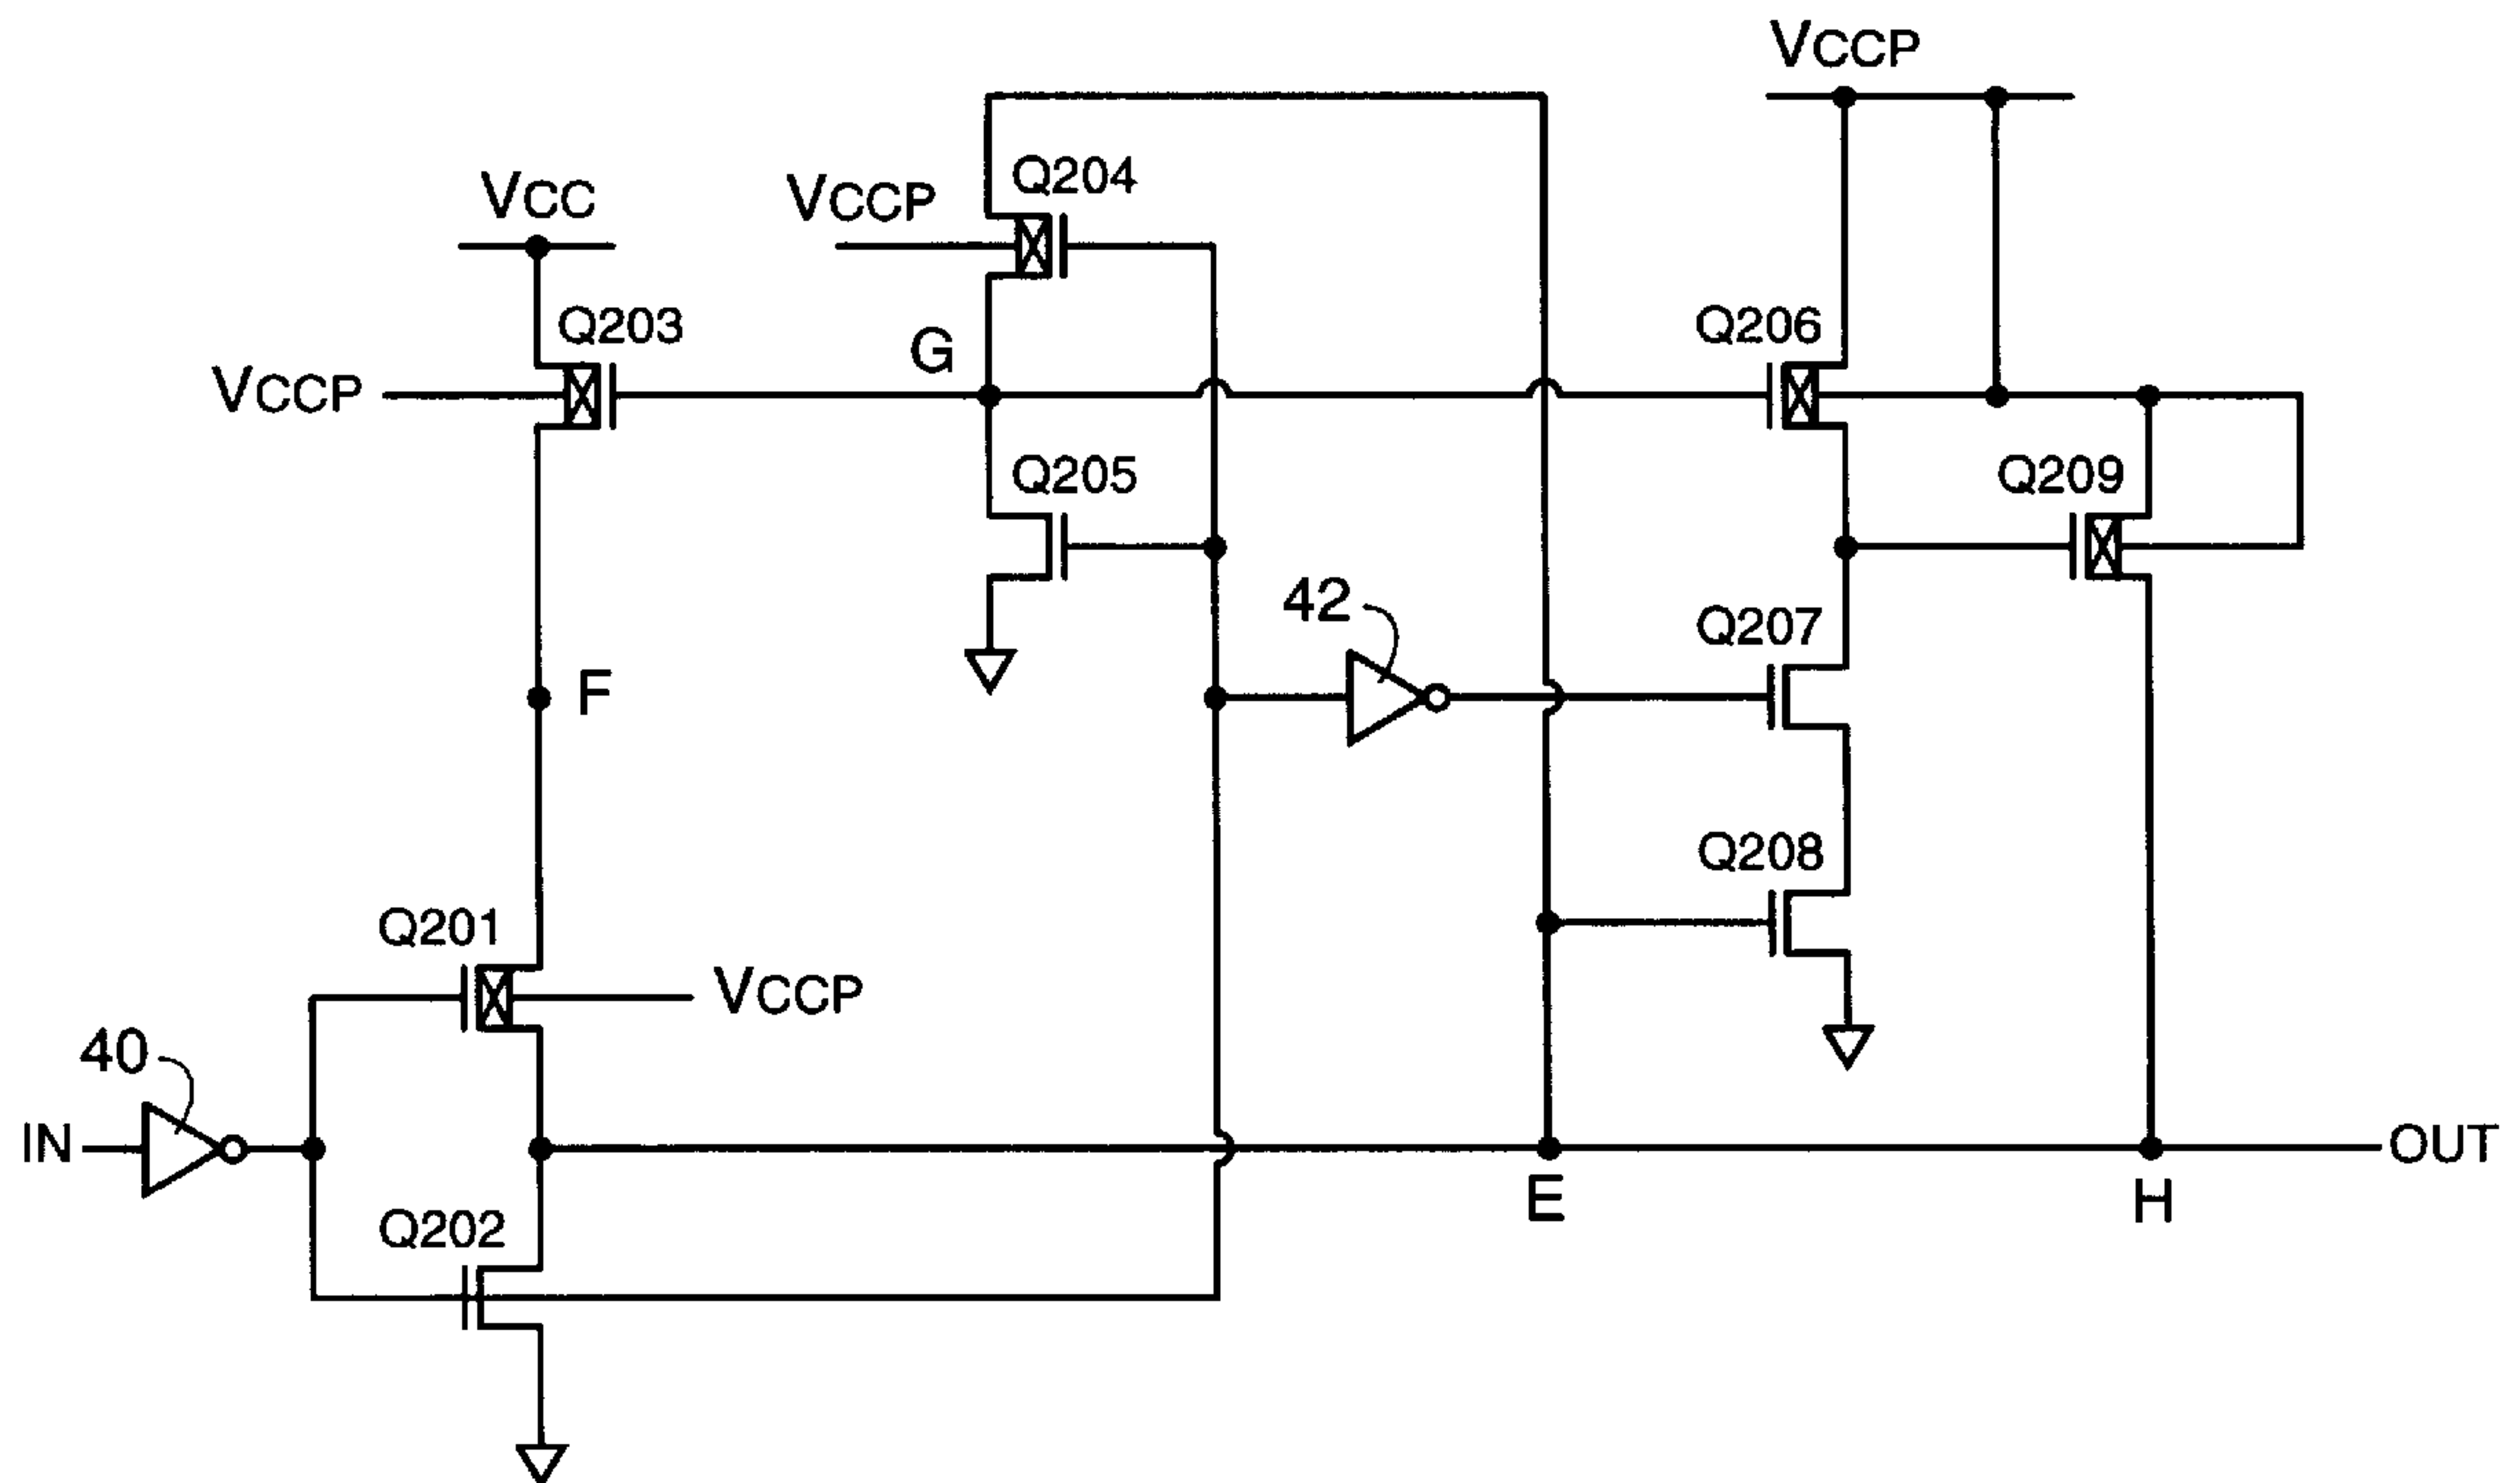 VCCP
Q204
VCC
VCCP
Q203
Q206
G
VCCP
Q205
Q209
42
Q207
F
Q208
Q201
VCCP
40
IN
OUT
E
H
Q202